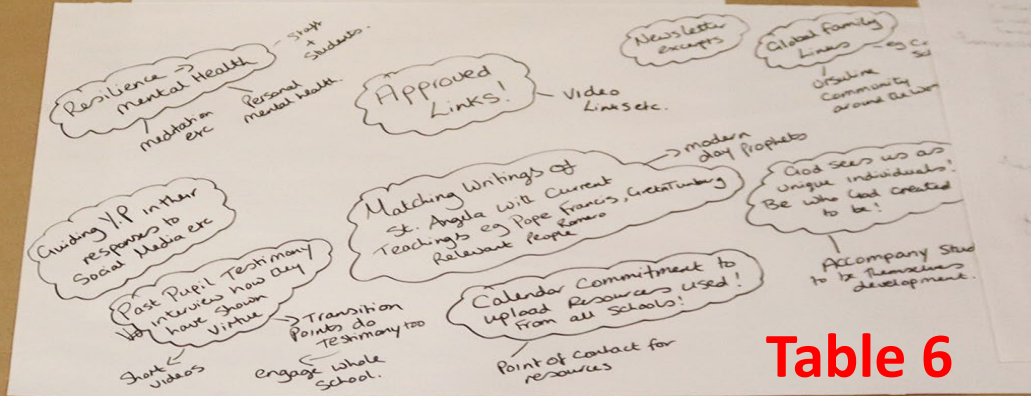 Resilience →
mental Health
Staff
+
Students.
meditation
etc
Personal
mental health.
Approved
Links!
Video
Links etc.
Newsletter
excerpts
Global Family
Links
eg
Ursuline
Community
around the
Matching Writings of
St. Angela with Current
Teachings eg Pope Francis, Greta Tunburg
Romero
Relevant People
modern
day Prophets
God sees us as
unique individuals!
Be who God created
to be!
Accompany
to be themselves
development.
Guiding Y.P in their
responses to
Social Media etc
Past Pupil Testimony
interview how they
have shown
Virtue
Short
videos
Transition
Points do
Testimony too
engage whole
School.
Calendar Commitment to
upload Resources used!
From all Schools!
Point of Contact for
resources
Table 6